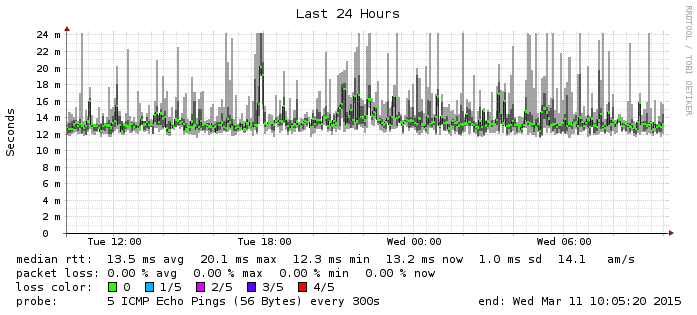 Last 24 Hours
RRDTOOL / TOBI OETIKER
Seconds
24 m
22 m
20 m
18 m
16 m
14 m
12 m
10 m
8 m
6 m
4 m
2 m
0
Tue 12:00 Tue 18:00 Wed 00:00 Wed 06:00
median rtt: 13.5 ms avg 20.1 ms max 12.3 ms min 13.2 ms now 1.0 ms sd 14.1 am/s
packet loss: 0.00 % avg 0.00 % max 0.00 % min 0.00 % now
loss color: 0 1/5 2/5 3/5 4/5
probe: 5 ICMP Echo Pings (56 Bytes) every 300s end: Wed Mar 11 10:05:20 2015